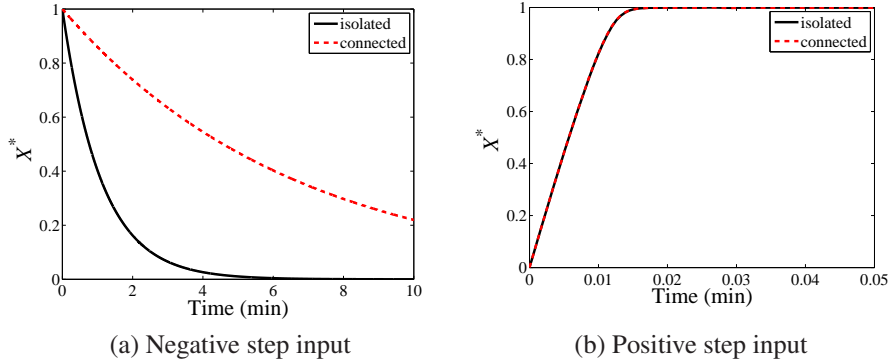 1
0.8
0.6
0.4
0.2
0
X*
0 2 4 6 8 10
Time (min)
isolated
connected
(a) Negative step input
1
0.8
0.6
0.4
0.2
0
X*
0 0.01 0.02 0.03 0.04 0.05
Time (min)
isolated
connected
(b) Positive step input